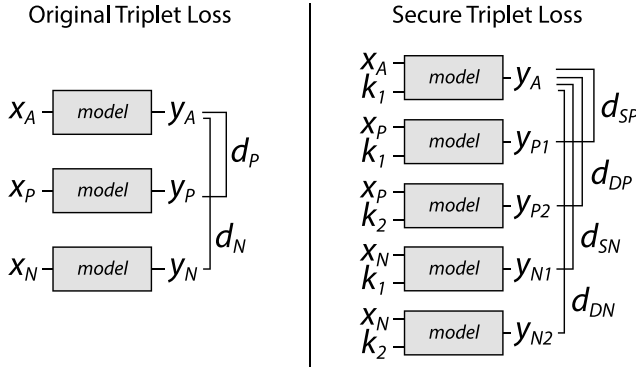 Original Triplet Loss
x_A model y_A
d_P
x_P model y_P
d_N
x_N model y_N
Secure Triplet Loss
x_A
k_1 model y_A
d_SP
x_P
k_1 model y_P1
d_DP
x_P
k_2 model y_P2
d_SN
x_N
k_1 model y_N1
d_DN
x_N
k_2 model y_N2